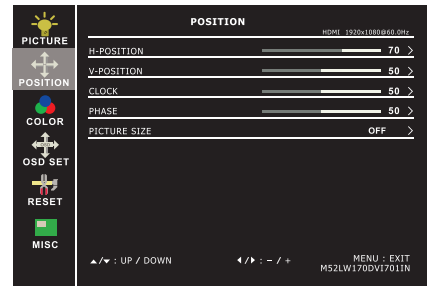 PICTURE
POSITION
COLOR
OSD SET
RESET
MISC
POSITION
HDMI 1920x1080@60.0Hz
H-POSITION 70 >
V-POSITION 50 >
CLOCK 50 >
PHASE 50 >
PICTURE SIZE OFF >
▲/▼ : UP / DOWN ◀/▶ : – / + MENU : EXIT
M52LW170DVI701IN